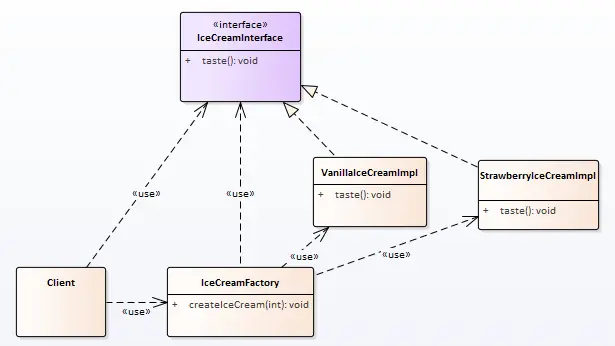 «interface»
IceCreamInterface
+ taste(): void
VanillaIceCreamImpl
+ taste(): void
StrawberryIceCreamImpl
+ taste(): void
«use»
«use»
«use»
«use»
Client
«use»
IceCreamFactory
+ createIceCream(int): void